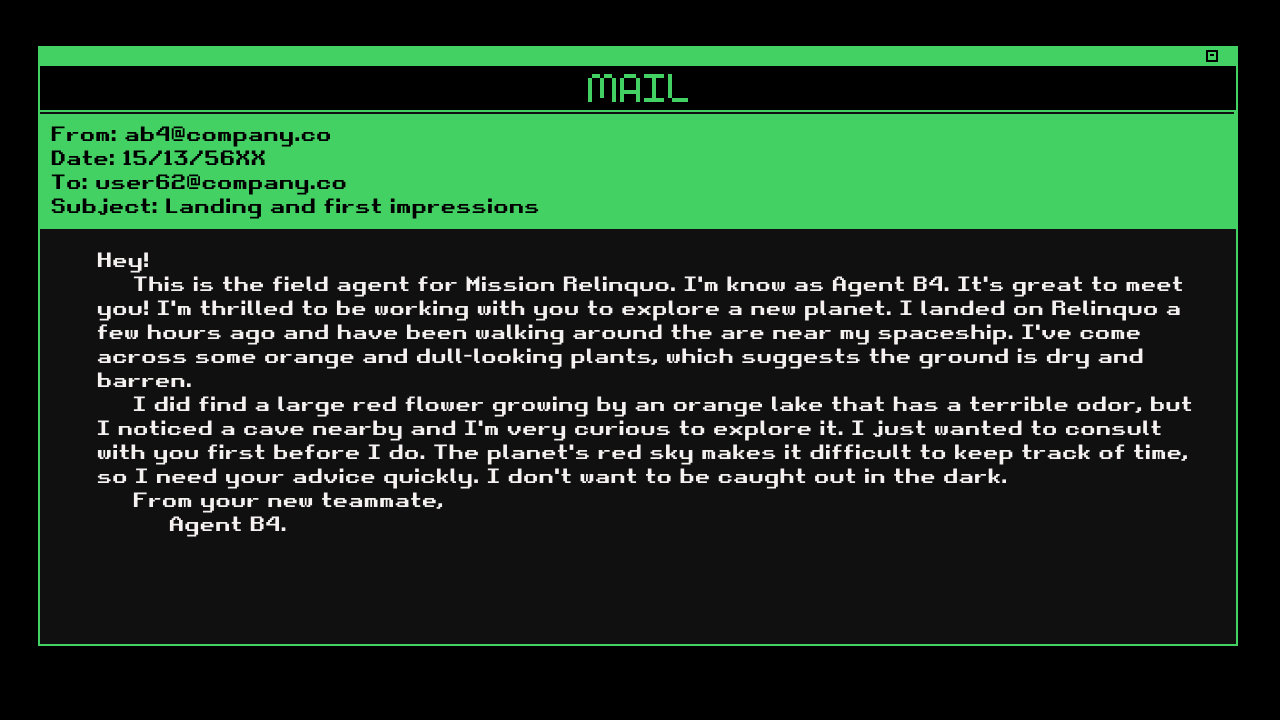 MAIL
From: ab4@company.co
Date: 15/13/56XX
To: user62@company.co
Subject: Landing and first impressions
Hey!
This is the field agent for Mission Relinquo. I'm know as Agent B4. It's great to meet
you! I'm thrilled to be working with you to explore a new planet. I landed on Relinquo a
few hours ago and have been walking around the are near my spaceship. I've come
across some orange and dull-looking plants, which suggests the ground is dry and
barren.
I did find a large red flower growing by an orange lake that has a terrible odor, but
I noticed a cave nearby and I'm very curious to explore it. I just wanted to consult
with you first before I do. The planet's red sky makes it difficult to keep track of time,
so I need your advice quickly. I don't want to be caught out in the dark.
From your new teammate,
Agent B4.